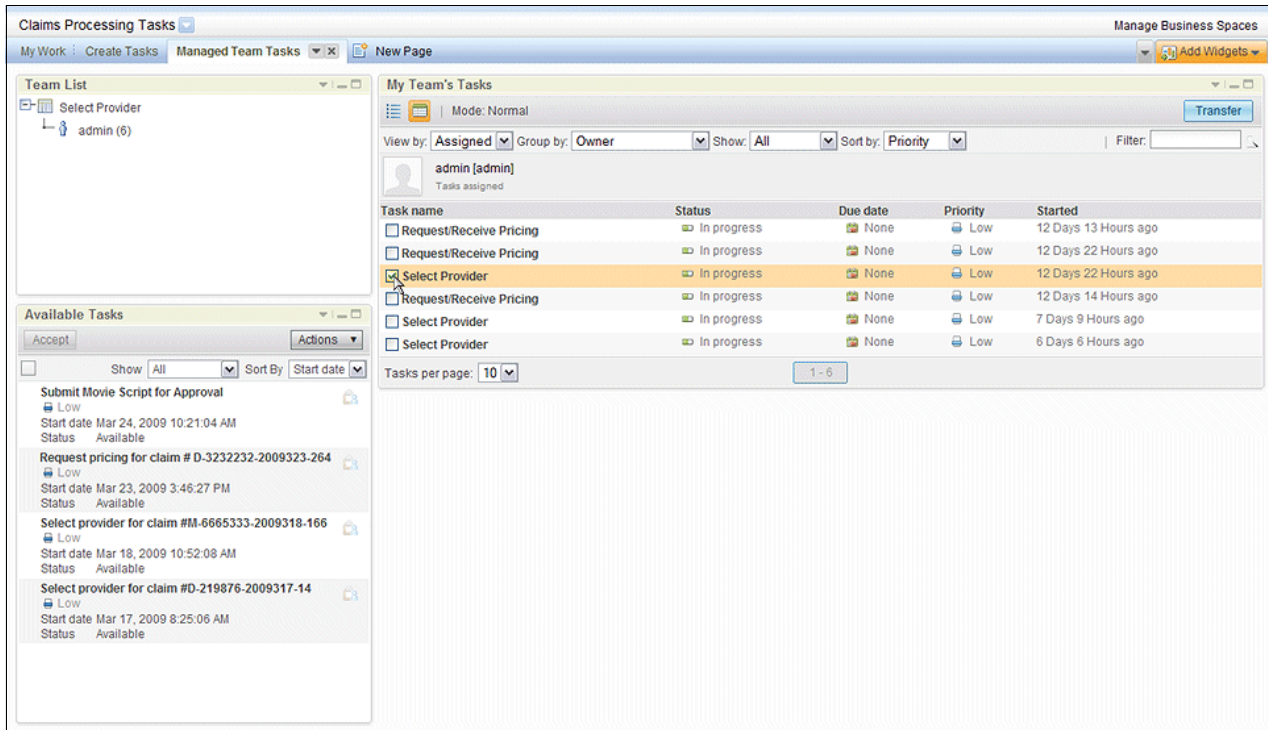 Claims Processing Tasks
Manage Business Spaces
My Work Create Tasks Managed Team Tasks New Page Add Widgets
Team List
Select Provider
admin (6)
Available Tasks
Accept Actions
Show All Sort By Start date
Submit Movie Script for Approval
Low
Start date Mar 24, 2009 10:21:04 AM
Status Available
Request pricing for claim # D-3232232-2009323-264
Low
Start date Mar 23, 2009 3:46:27 PM
Status Available
Select provider for claim #M-6665333-2009318-166
Low
Start date Mar 18, 2009 10:52:08 AM
Status Available
Select provider for claim #D-219876-2009317-14
Low
Start date Mar 17, 2009 8:25:06 AM
Status Available
My Team's Tasks
Mode: Normal Transfer
View by: Assigned Group by: Owner Show: All Sort by: Priority Filter:
admin [admin]
Tasks assigned
Task name Status Due date Priority Started
Request/Receive Pricing In progress None Low 12 Days 13 Hours ago
Request/Receive Pricing In progress None Low 12 Days 22 Hours ago
Select Provider In progress None Low 12 Days 22 Hours ago
Request/Receive Pricing In progress None Low 12 Days 14 Hours ago
Select Provider In progress None Low 7 Days 9 Hours ago
Select Provider In progress None Low 6 Days 6 Hours ago
Tasks per page: 10 1 - 6